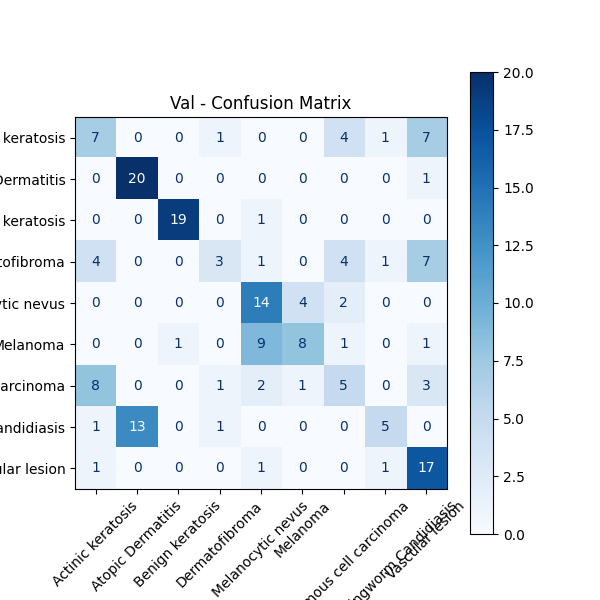 Val - Confusion Matrix
keratosis 7 0 0 1 0 0 4 1 7
Dermatitis 0 20 0 0 0 0 0 0 1
keratosis 0 0 19 0 1 0 0 0 0
tofibroma 4 0 0 3 1 0 4 1 7
ytic nevus 0 0 0 0 14 4 2 0 0
Melanoma 0 0 1 0 9 8 1 0 1
arcinoma 8 0 0 1 2 1 5 0 3
andidiasis 1 13 0 1 0 0 0 5 0
ular lesion 1 0 0 0 1 0 0 1 17
Actinic keratosis
Atopic Dermatitis
Benign keratosis
Dermatofibroma
Melanocytic nevus
Melanoma
mous cell carcinoma
ngworm Candidiasis
Vascular lesion
20.0
17.5
15.0
12.5
10.0
7.5
5.0
2.5
0.0